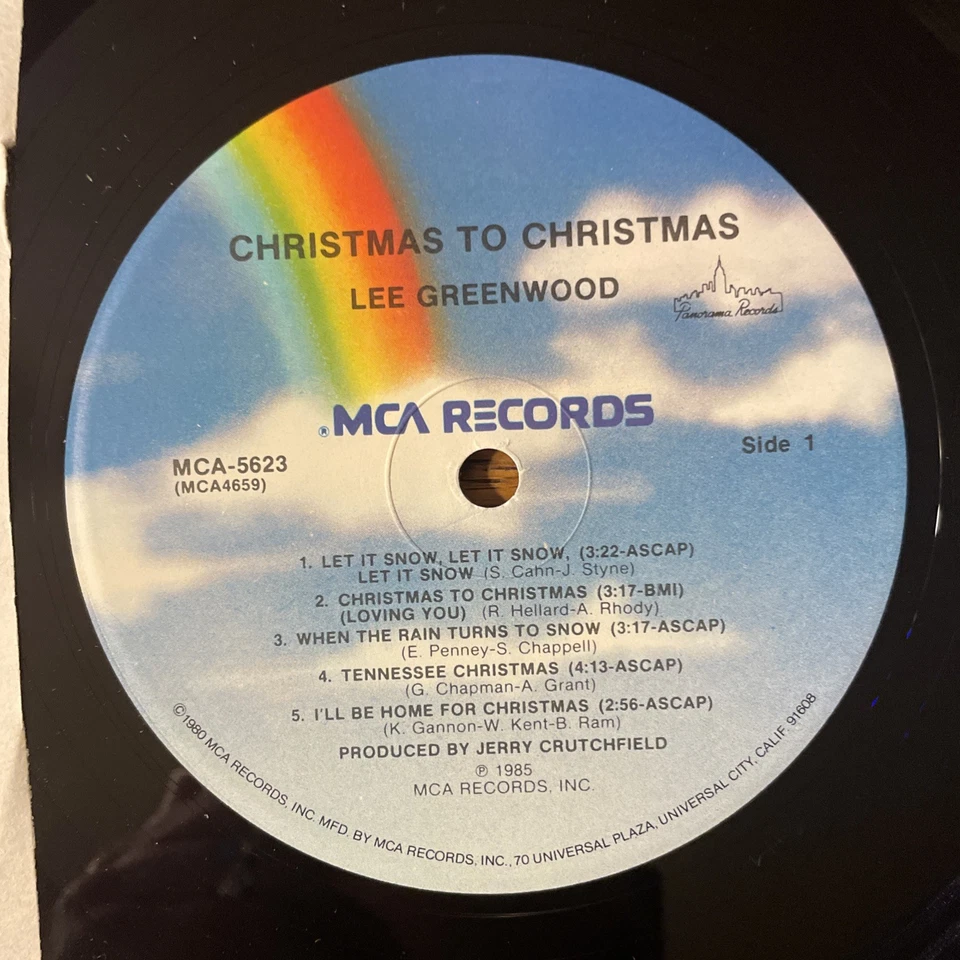 CHRISTMAS TO CHRISTMAS
LEE GREENWOOD
Panorama Records
® MCA RECORDS
MCA-5623
(MCA4659)
Side 1
1. LET IT SNOW, LET IT SNOW, (3:22-ASCAP)
LET IT SNOW (S. Cahn-J. Styne)
2. CHRISTMAS TO CHRISTMAS (3:17-BMI)
(LOVING YOU) (R. Hellard-A. Rhody)
3. WHEN THE RAIN TURNS TO SNOW (3:17-ASCAP)
(E. Penney-S. Chappell)
4. TENNESSEE CHRISTMAS (4:13-ASCAP)
(G. Chapman-A. Grant)
5. I'LL BE HOME FOR CHRISTMAS (2:56-ASCAP)
(K. Gannon-W. Kent-B. Ram)
PRODUCED BY JERRY CRUTCHFIELD
℗ 1985
MCA RECORDS, INC.
©1980 MCA RECORDS, INC. MFD. BY MCA RECORDS, INC., 70 UNIVERSAL PLAZA, UNIVERSAL CITY, CALIF. 91608